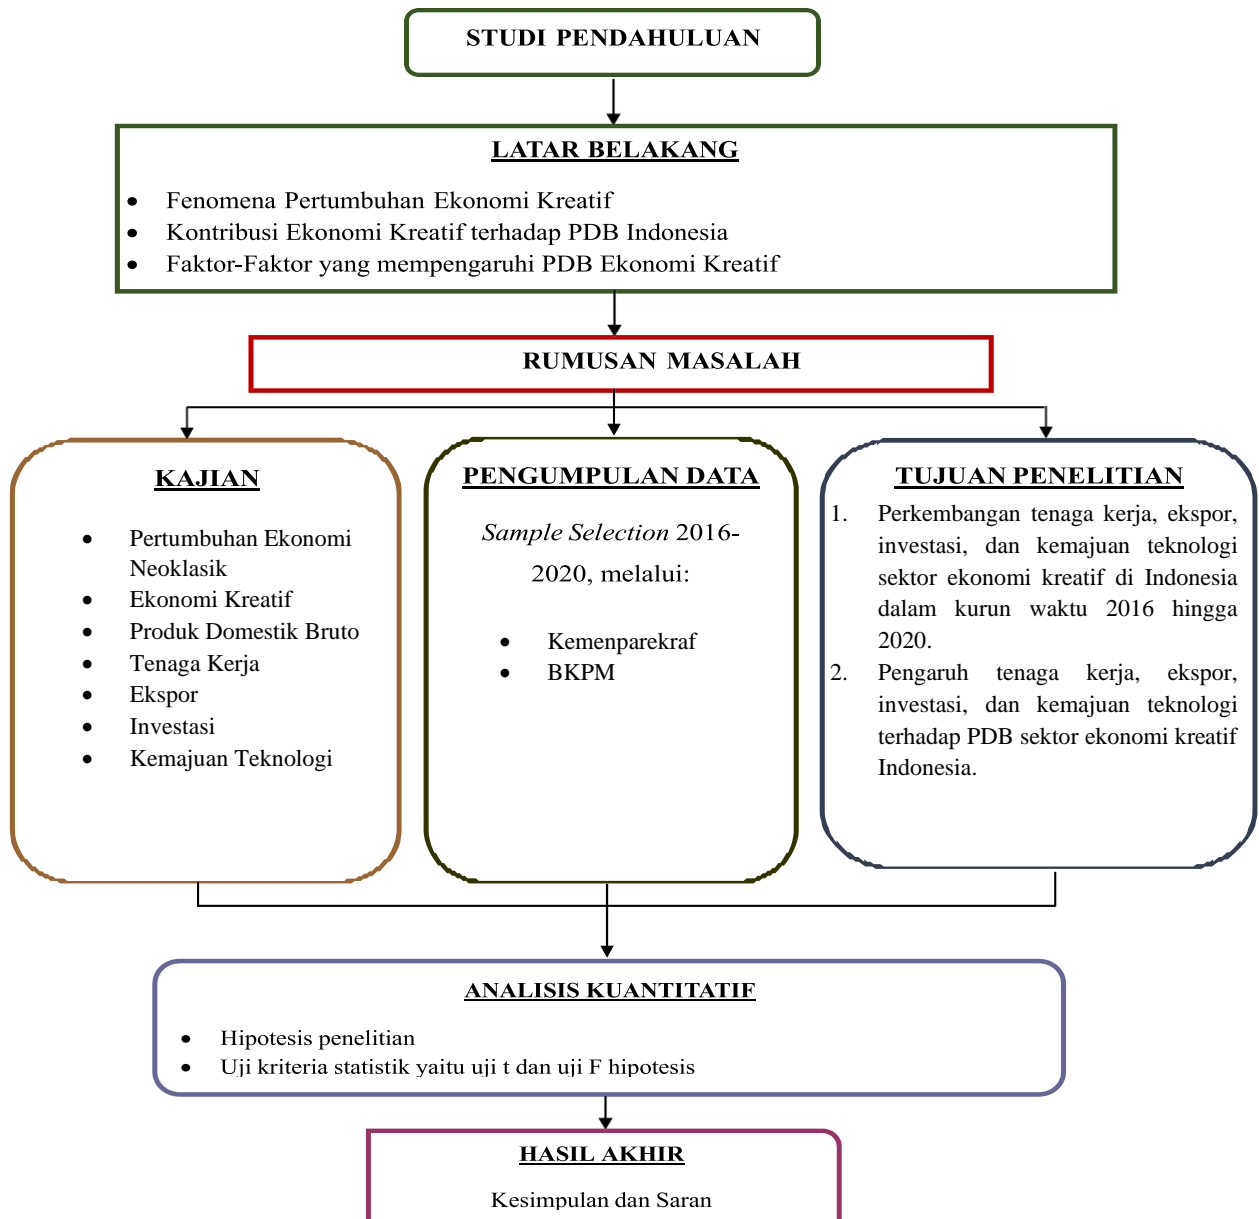 STUDI PENDAHULUAN
LATAR BELAKANG
• Fenomena Pertumbuhan Ekonomi Kreatif
• Kontribusi Ekonomi Kreatif terhadap PDB Indonesia
• Faktor-Faktor yang mempengaruhi PDB Ekonomi Kreatif
RUMUSAN MASALAH
KAJIAN
• Pertumbuhan Ekonomi
Neoklasik
• Ekonomi Kreatif
• Produk Domestik Bruto
• Tenaga Kerja
• Ekspor
• Investasi
• Kemajuan Teknologi
PENGUMPULAN DATA
Sample Selection 2016-
2020, melalui:
• Kemenparekraf
• BKPM
TUJUAN PENELITIAN
1. Perkembangan tenaga kerja, ekspor,
investasi, dan kemajuan teknologi
sektor ekonomi kreatif di Indonesia
dalam kurun waktu 2016 hingga
2020.
2. Pengaruh tenaga kerja, ekspor,
investasi, dan kemajuan teknologi
terhadap PDB sektor ekonomi kreatif
Indonesia.
ANALISIS KUANTITATIF
• Hipotesis penelitian
• Uji kriteria statistik yaitu uji t dan uji F hipotesis
HASIL AKHIR
Kesimpulan dan Saran